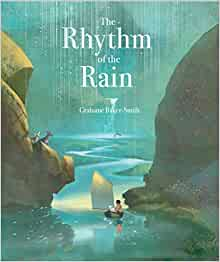 The
Rhythm
of the
Rain
Grahame Baker-Smith